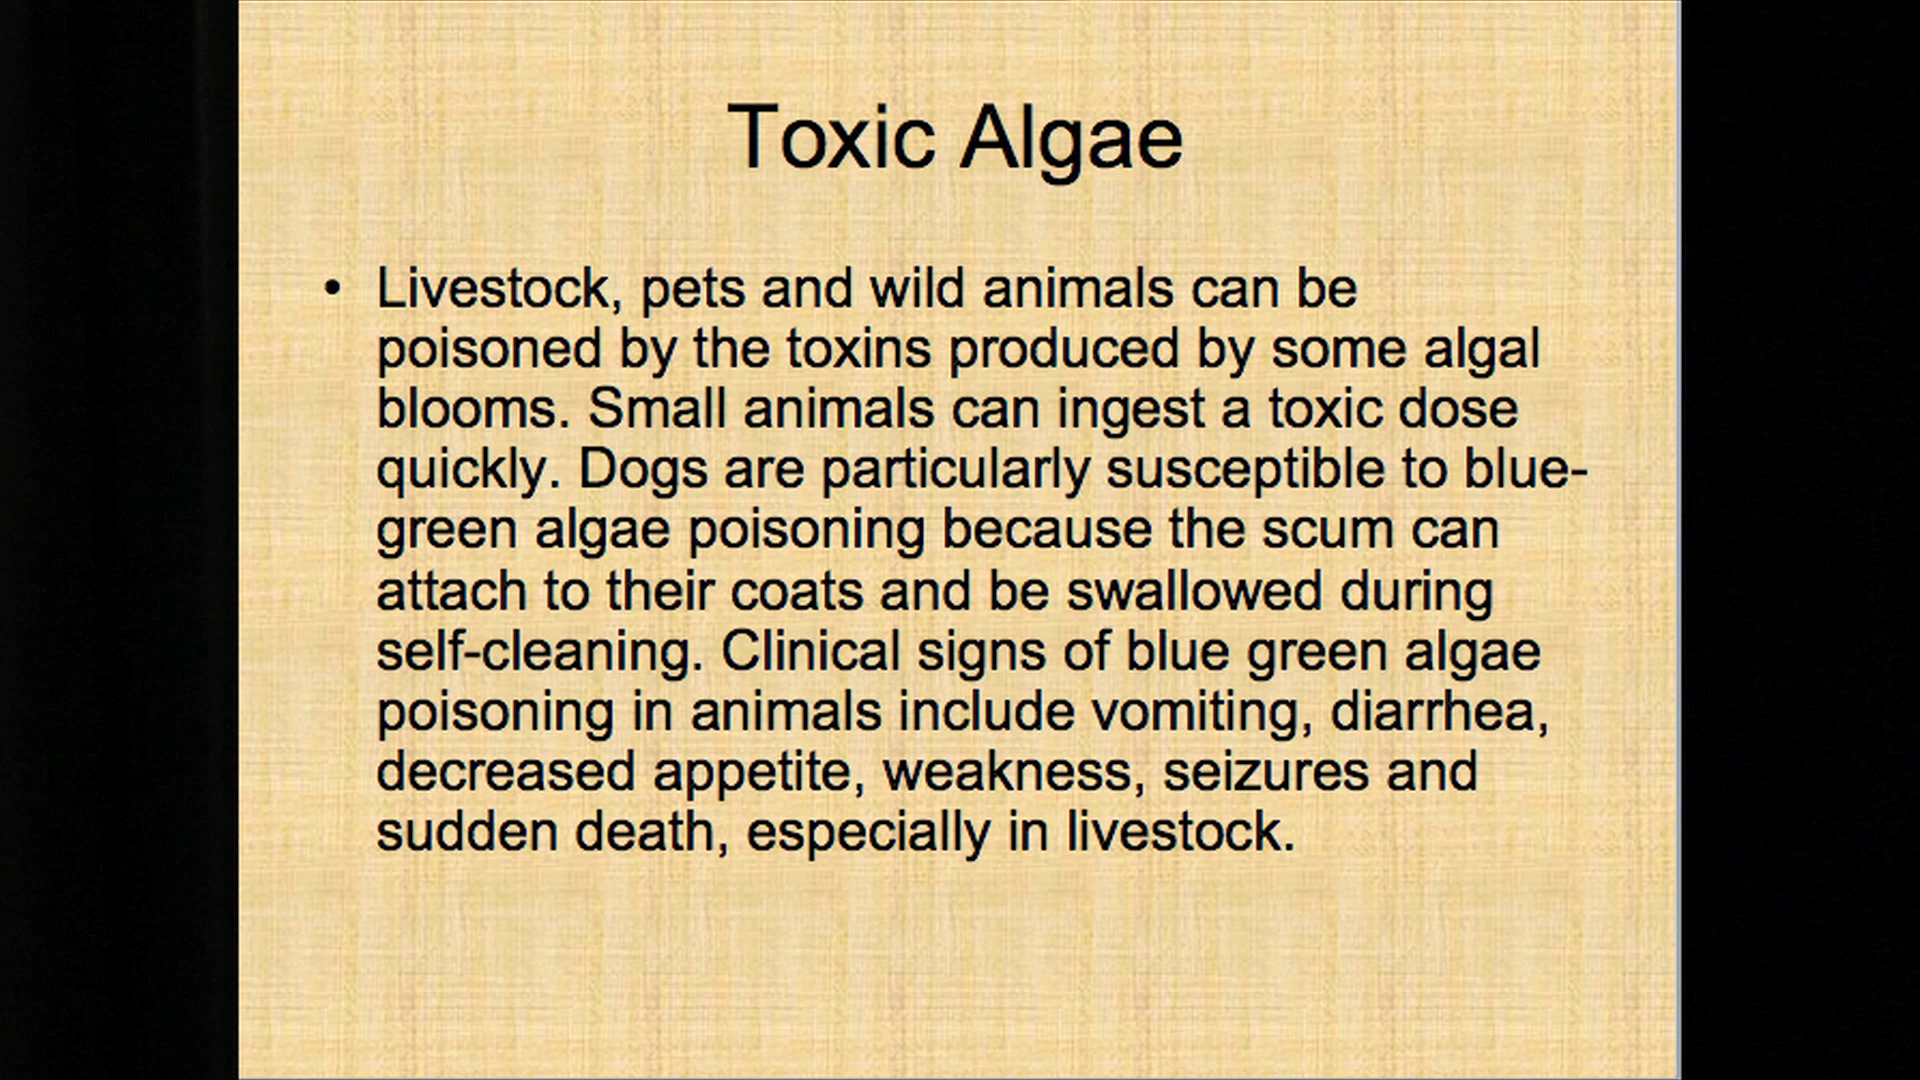 Toxic Algae
• Livestock, pets and wild animals can be
poisoned by the toxins produced by some algal
blooms. Small animals can ingest a toxic dose
quickly. Dogs are particularly susceptible to blue-
green algae poisoning because the scum can
attach to their coats and be swallowed during
self-cleaning. Clinical signs of blue green algae
poisoning in animals include vomiting, diarrhea,
decreased appetite, weakness, seizures and
sudden death, especially in livestock.